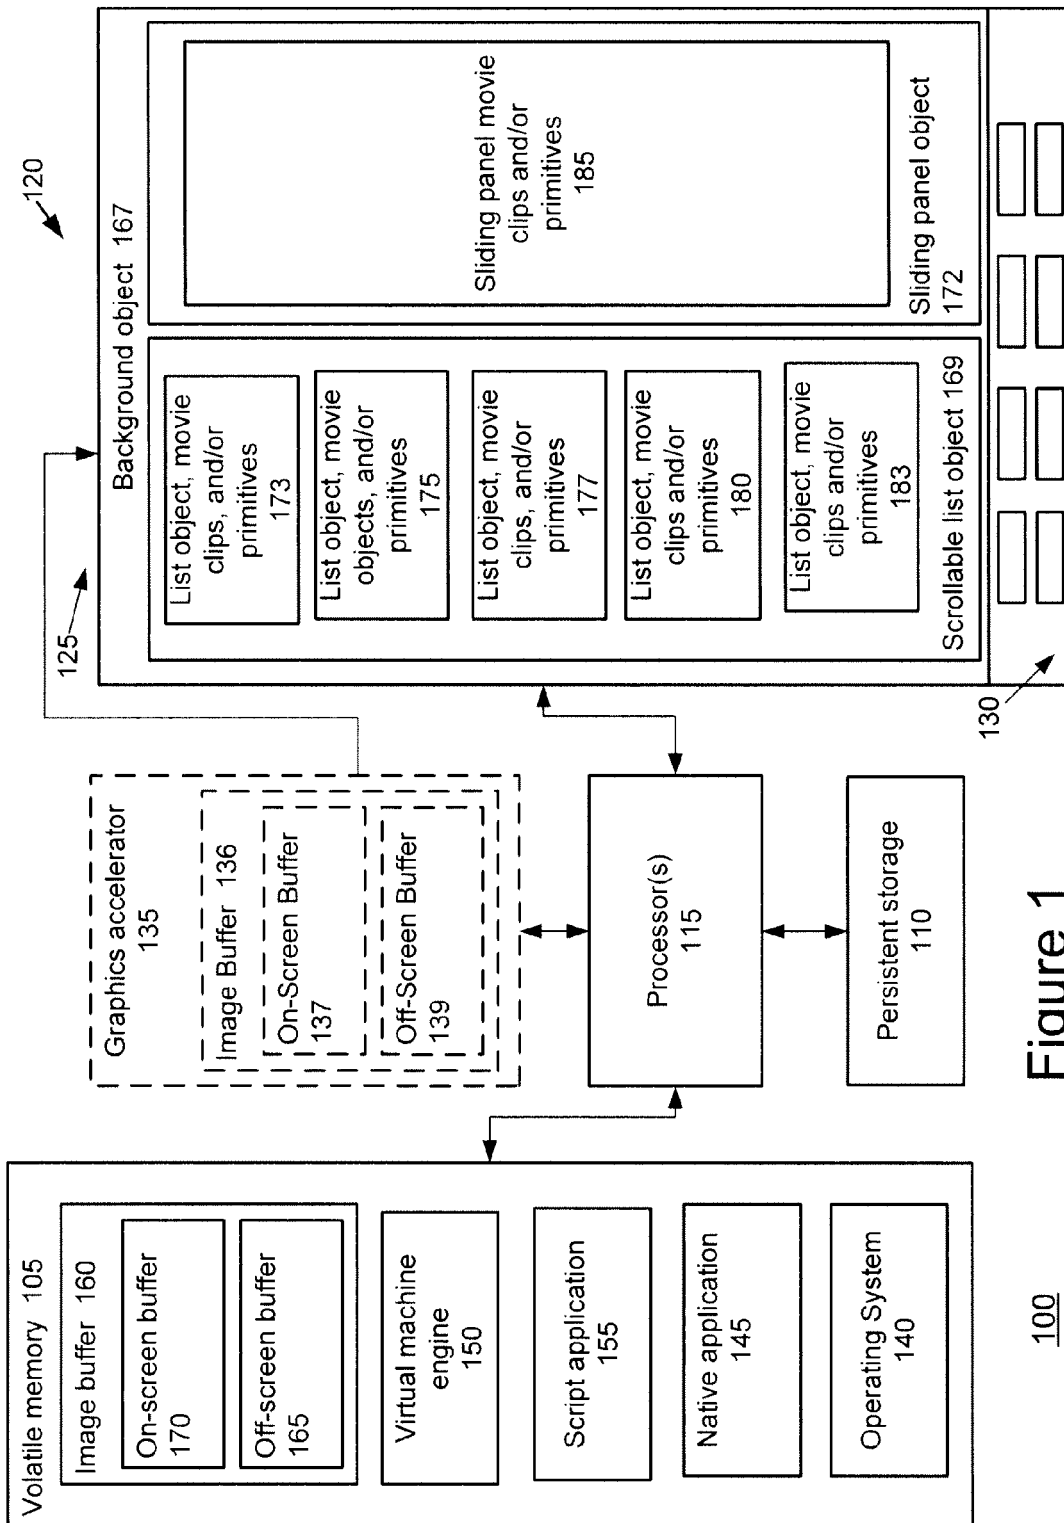 Volatile memory 105
Image buffer 160
On-screen buffer
170
Off-screen buffer
165
Virtual machine
engine
150
Script application
155
Native application
145
Operating System
140
100
Graphics accelerator
135
Image Buffer 136
On-Screen Buffer
137
Off-Screen Buffer
139
Processor(s)
115
Persistent storage
110
Figure 1
125
120
Background object 167
List object, movie
clips, and/or
primitives
173
List object, movie
objects, and/or
primitives
175
List object, movie
clips, and/or
primitives
177
List object, movie
clips and/or
primitives
180
List object, movie
clips and/or
primitives
183
Scrollable list object 169
Sliding panel movie
clips and/or
primitives
185
Sliding panel object
172
130